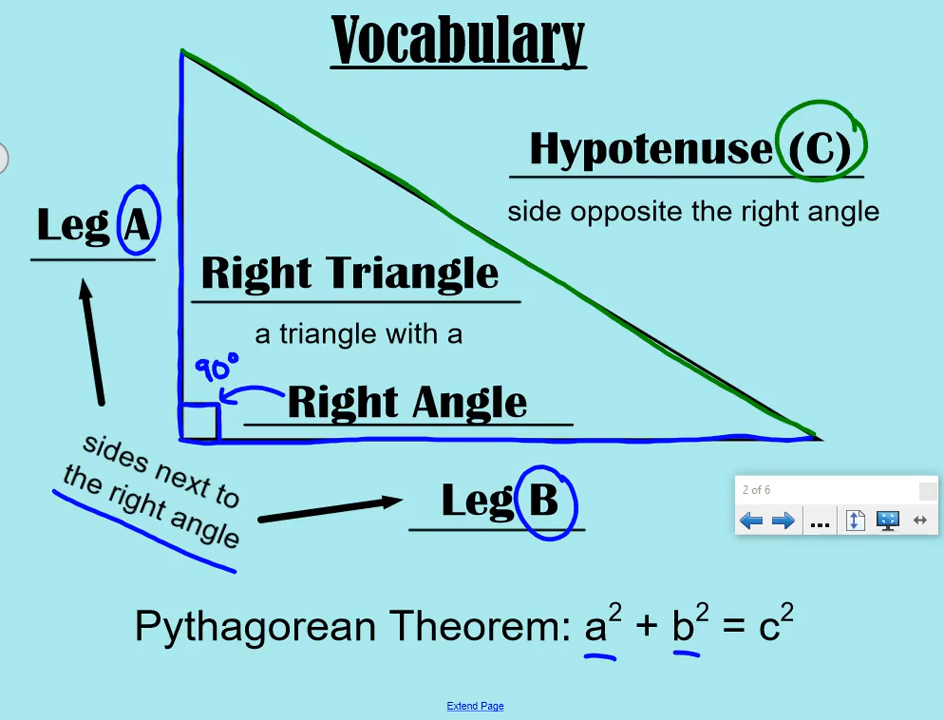 Vocabulary
Hypotenuse (C)
side opposite the right angle
Leg A
Right Triangle
a triangle with a
90°
Right Angle
sides next to
the right angle
Leg B
2 of 6
...
Pythagorean Theorem: a² + b² = c²
Extend Page